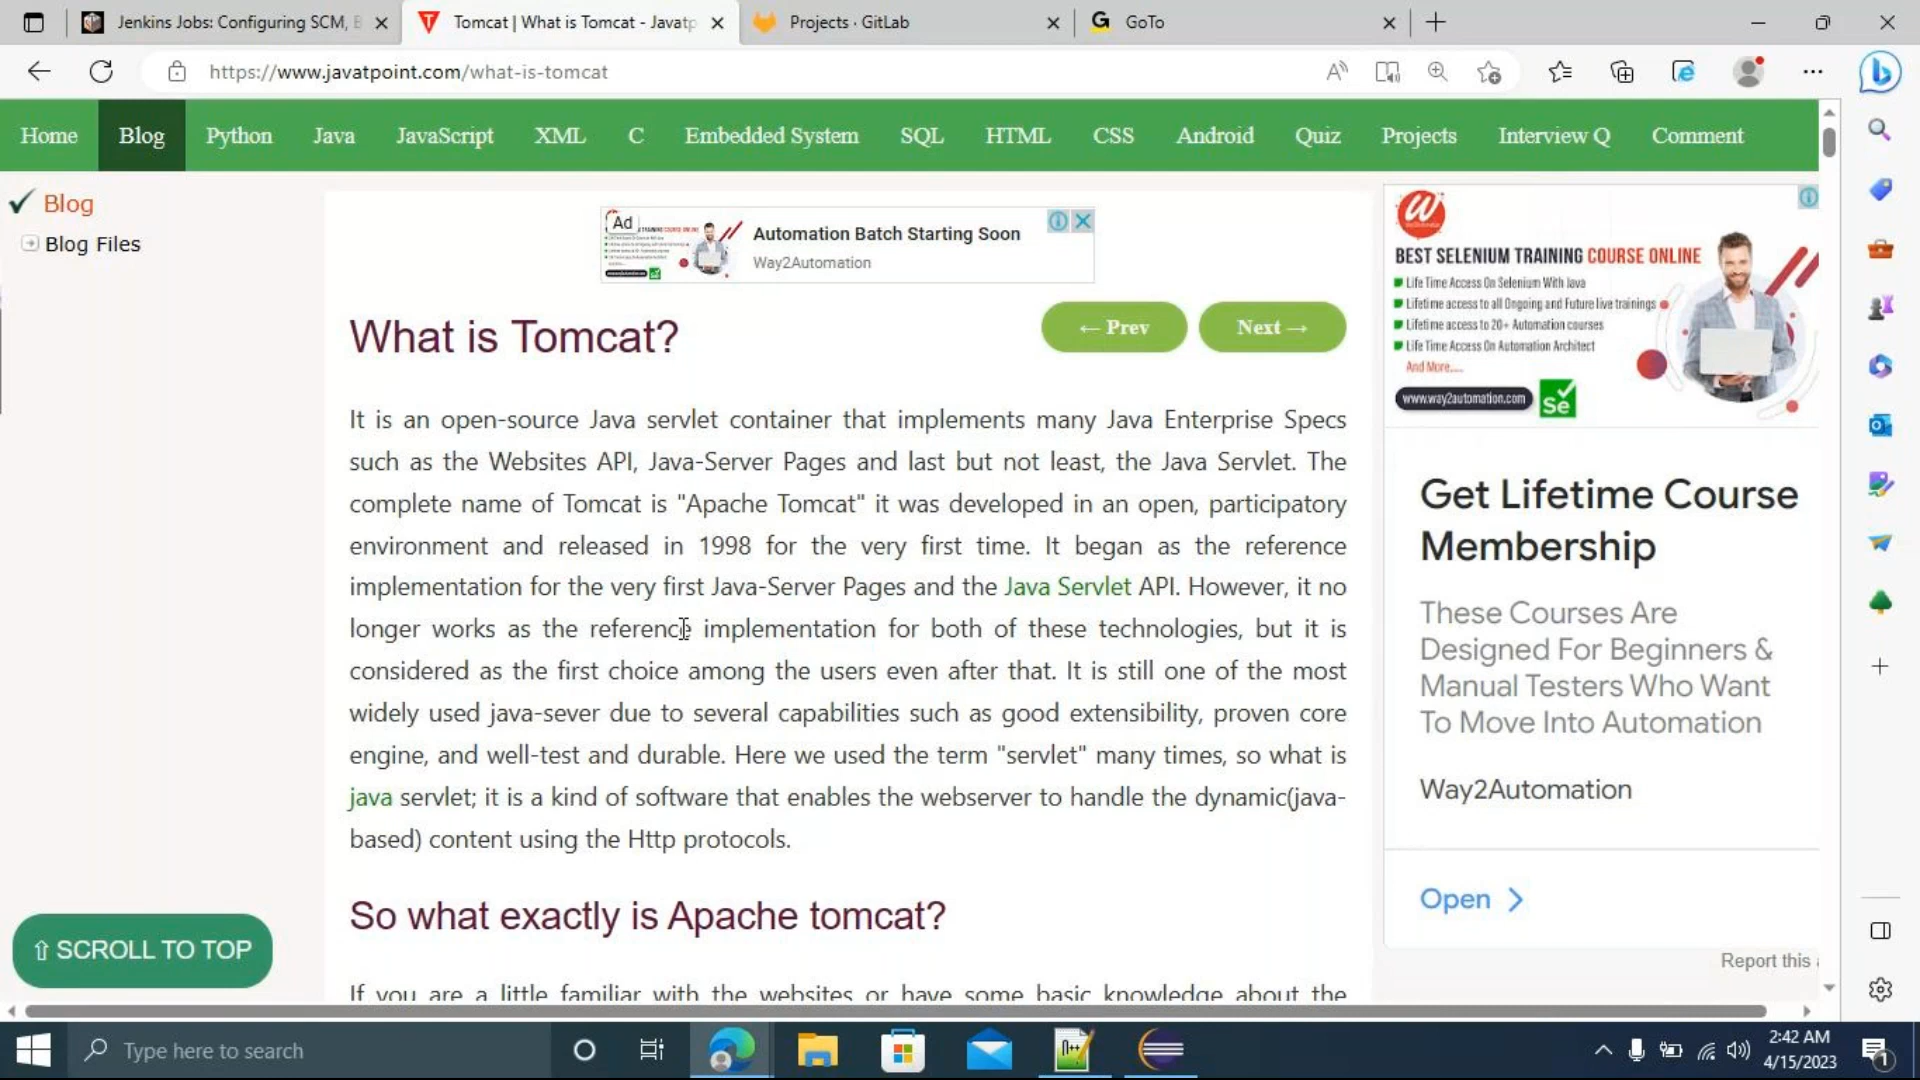 Jenkins Jobs: Configuring SCM, B
Tomcat | What is Tomcat - Javatp
Projects · GitLab
GoTo
https://www.javatpoint.com/what-is-tomcat
Home Blog Python Java JavaScript XML C Embedded System SQL HTML CSS Android Quiz Projects Interview Q Comment
Blog
Blog Files
Ad
Automation Batch Starting Soon
Way2Automation
What is Tomcat?
← Prev
Next →
It is an open-source Java servlet container that implements many Java Enterprise Specs
such as the Websites API, Java-Server Pages and last but not least, the Java Servlet. The
complete name of Tomcat is "Apache Tomcat" it was developed in an open, participatory
environment and released in 1998 for the very first time. It began as the reference
implementation for the very first Java-Server Pages and the Java Servlet API. However, it no
longer works as the reference implementation for both of these technologies, but it is
considered as the first choice among the users even after that. It is still one of the most
widely used java-sever due to several capabilities such as good extensibility, proven core
engine, and well-test and durable. Here we used the term "servlet" many times, so what is
java servlet; it is a kind of software that enables the webserver to handle the dynamic(java-
based) content using the Http protocols.
So what exactly is Apache tomcat?
If you are a little familiar with the websites or have some basic knowledge about the
⇧ SCROLL TO TOP
BEST SELENIUM TRAINING COURSE ONLINE
Life Time Access On Selenium With Java
Lifetime access to all Ongoing and Future live trainings
Lifetime access to 20+ Automation courses
Life Time Access On Automation Architect
And More.....
www.way2automation.com
Se
Get Lifetime Course
Membership
These Courses Are
Designed For Beginners &
Manual Testers Who Want
To Move Into Automation
Way2Automation
Open
Report this
Type here to search
2:42 AM
4/15/2023
1